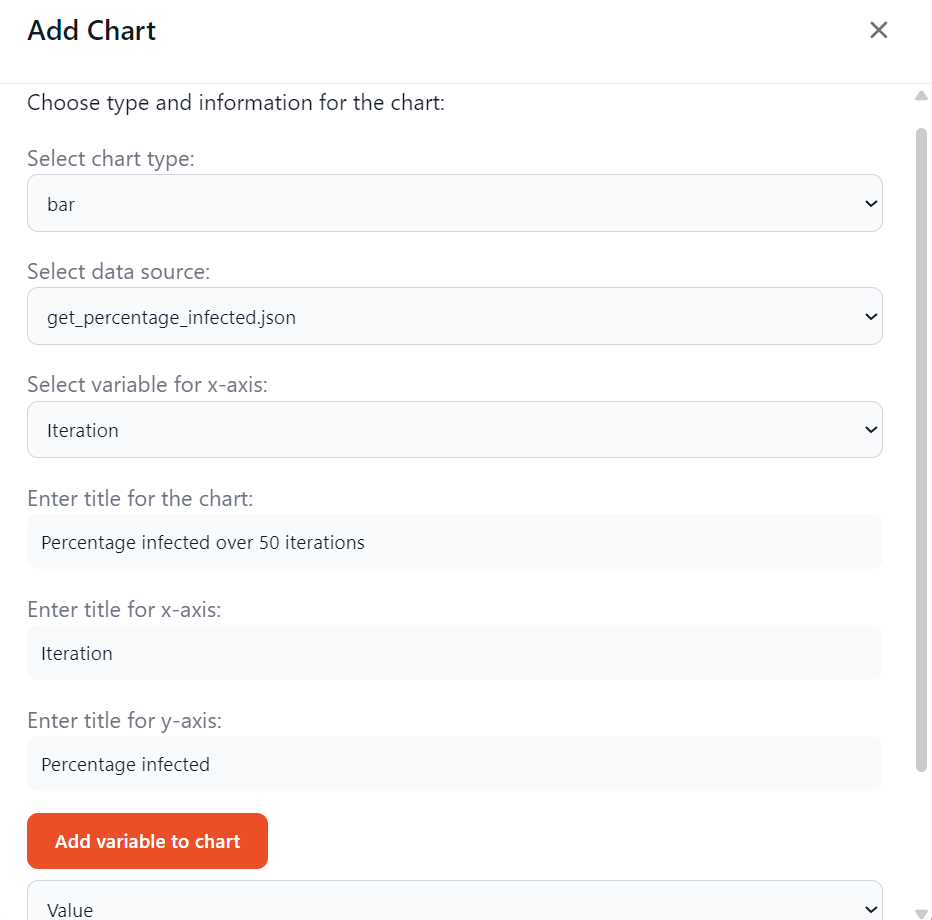 Add Chart
Choose type and information for the chart:
Select chart type:
bar
Select data source:
get_percentage_infected.json
Select variable for x-axis:
Iteration
Enter title for the chart:
Percentage infected over 50 iterations
Enter title for x-axis:
Iteration
Enter title for y-axis:
Percentage infected
Add variable to chart
Value